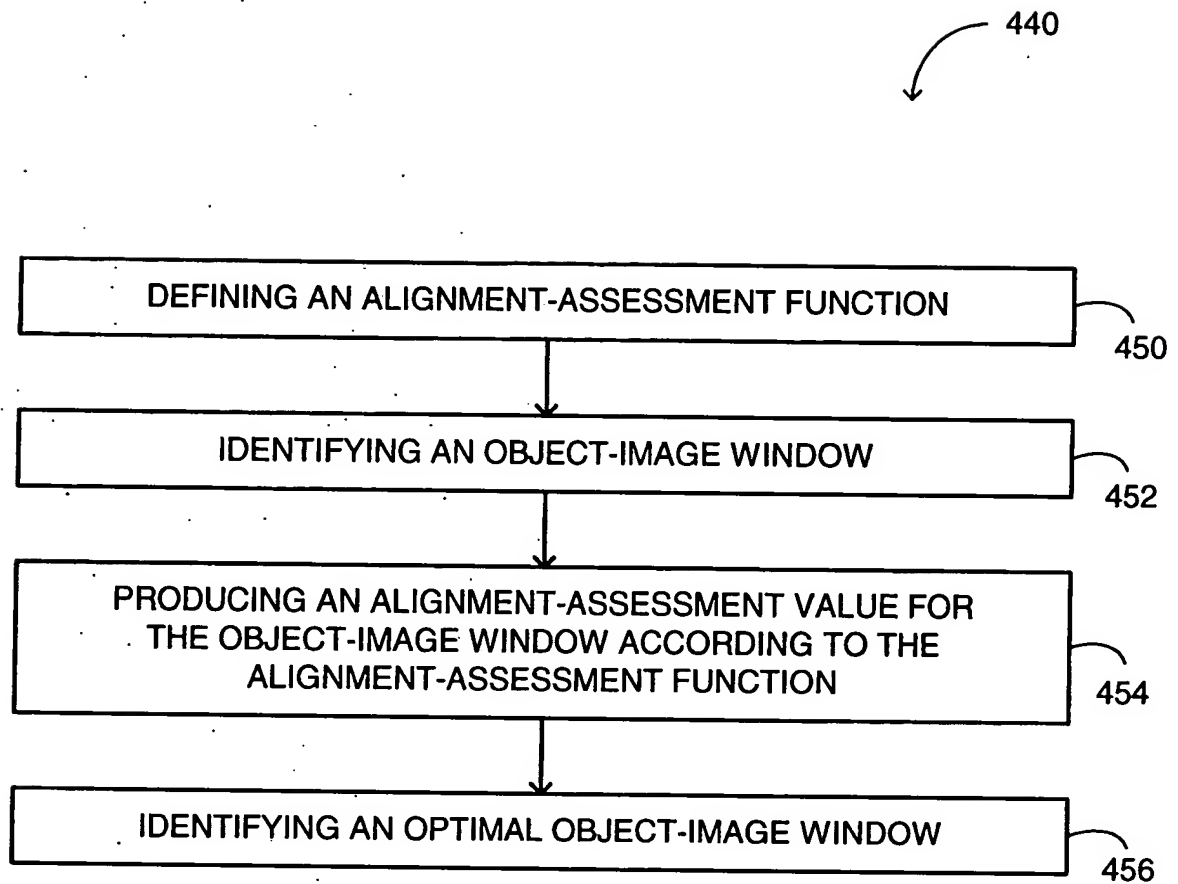 440
DEFINING AN ALIGNMENT-ASSESSMENT FUNCTION
450
IDENTIFYING AN OBJECT-IMAGE WINDOW
452
PRODUCING AN ALIGNMENT-ASSESSMENT VALUE FOR
THE OBJECT-IMAGE WINDOW ACCORDING TO THE
ALIGNMENT-ASSESSMENT FUNCTION
454
IDENTIFYING AN OPTIMAL OBJECT-IMAGE WINDOW
456